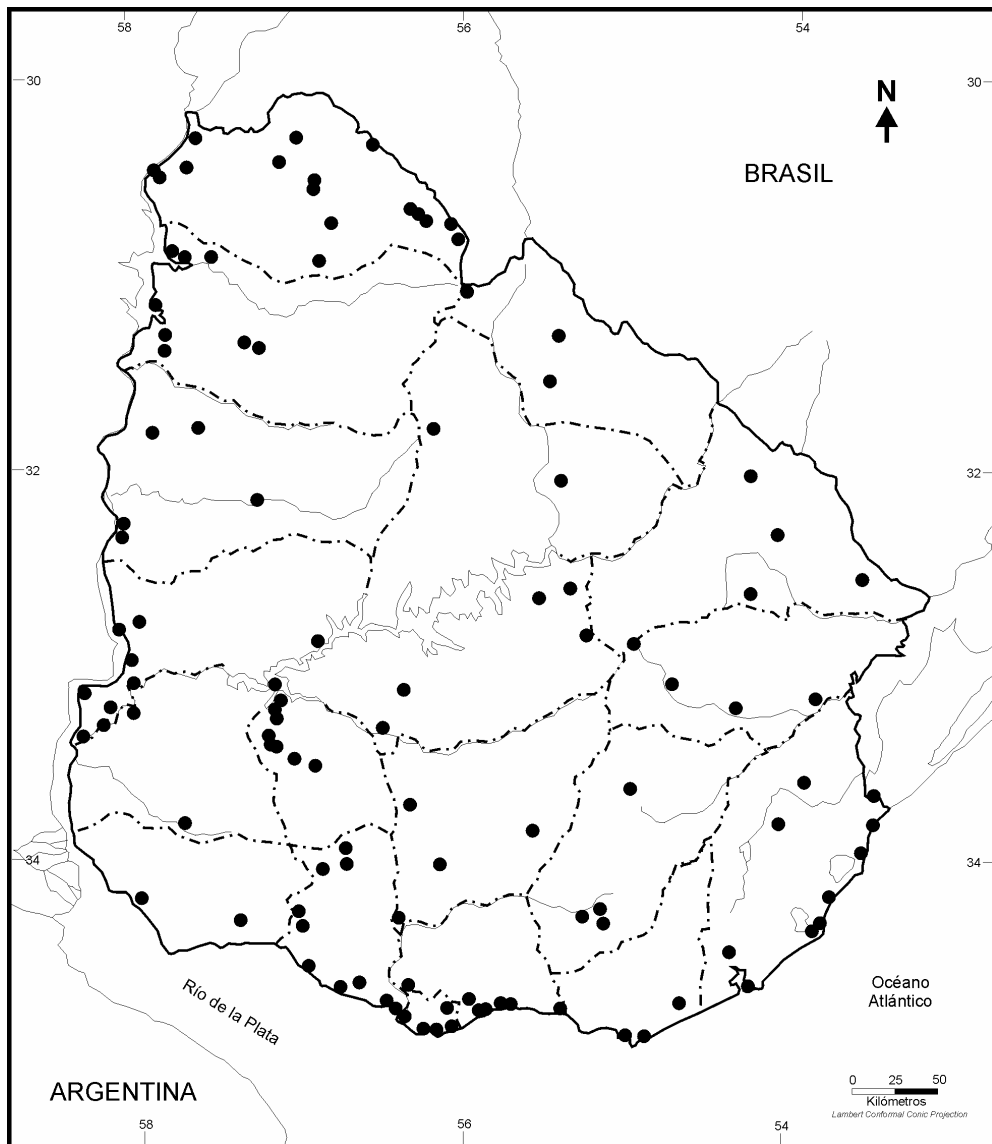 58
56
54
30
30
N
BRASIL
32
32
34
34
Río de la Plata
Océano
Atlántico
ARGENTINA
0 25 50
Kilómetros
Lambert Conformal Conic Projection
58
56
54